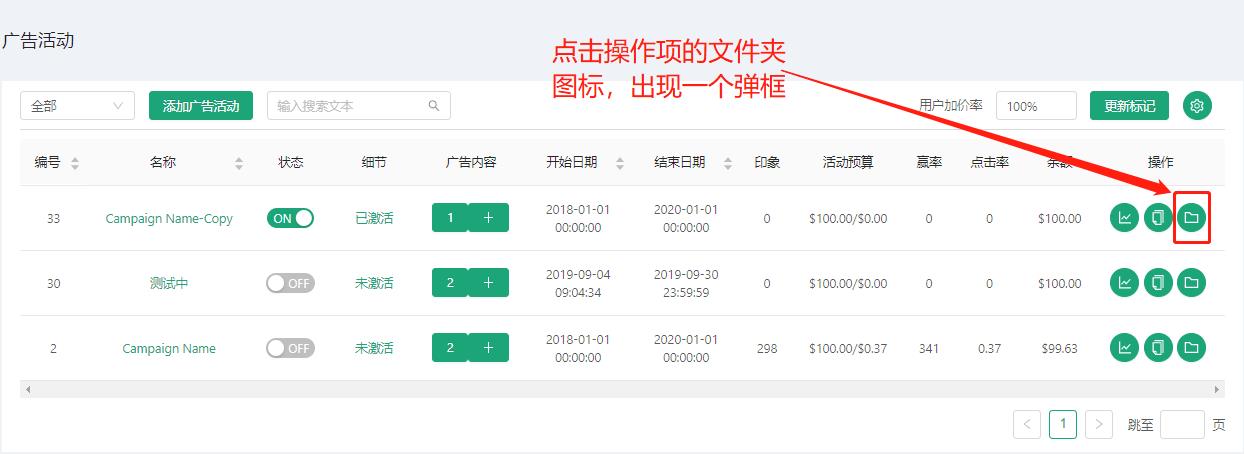 广告活动
点击操作项的文件夹
图标，出现一个弹框
全部 添加广告活动 输入搜索文本 用户加价率 100% 更新标记
编号 名称 状态 细节 广告内容 开始日期 结束日期 印象 活动预算 赢率 点击率 余额 操作
33 Campaign Name-Copy ON 已激活 1 + 2018-01-01 00:00:00 2020-01-01 00:00:00 0 $100.00/$0.00 0 0 $100.00
30 测试中 OFF 未激活 2 + 2019-09-04 09:04:34 2019-09-30 23:59:59 0 $100.00/$0.00 0 0 $100.00
2 Campaign Name OFF 未激活 2 + 2018-01-01 00:00:00 2020-01-01 00:00:00 298 $100.00/$0.37 341 0.37 $99.63
< 1 > 跳至 页